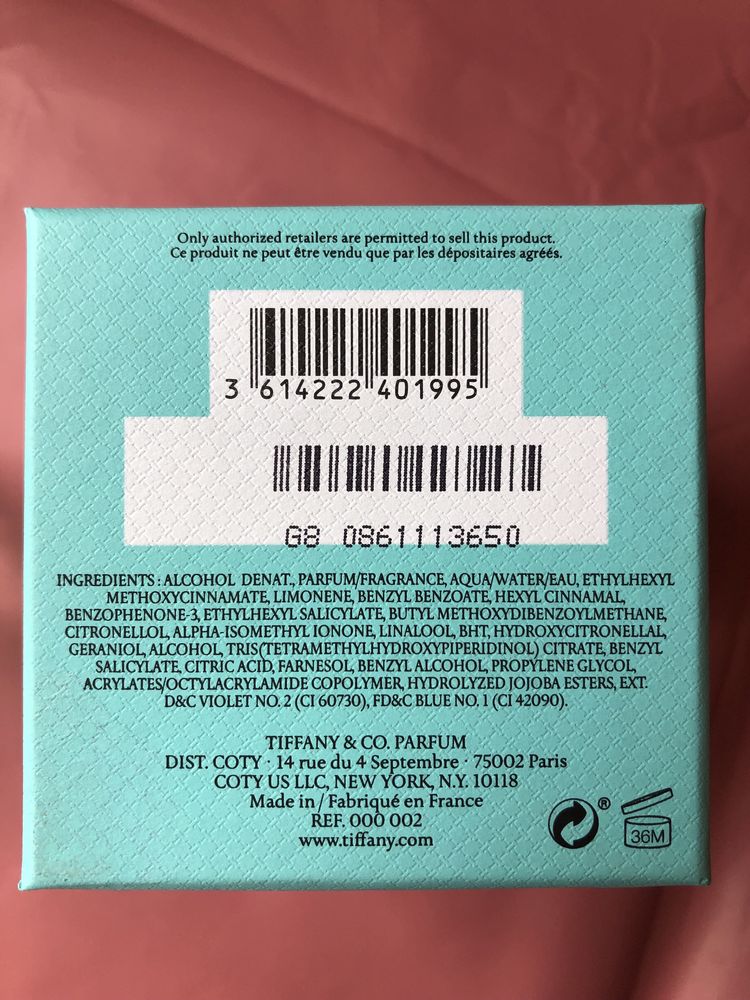 Only authorized retailers are permitted to sell this product.
Ce produit ne peut être vendu que par les dépositaires agréés.
3 614222 401995
G8 0861113650
INGREDIENTS : ALCOHOL DENAT., PARFUM/FRAGRANCE, AQUA/WATER/EAU, ETHYLHEXYL
METHOXYCINNAMATE, LIMONENE, BENZYL BENZOATE, HEXYL CINNAMAL,
BENZOPHENONE-3, ETHYLHEXYL SALICYLATE, BUTYL METHOXYDIBENZOYLMETHANE,
CITRONELLOL, ALPHA-ISOMETHYL IONONE, LINALOOL, BHT, HYDROXYCITRONELLAL,
GERANIOL, ALCOHOL, TRIS(TETRAMETHYLHYDROXYPIPERIDINOL) CITRATE, BENZYL
SALICYLATE, CITRIC ACID, FARNESOL, BENZYL ALCOHOL, PROPYLENE GLYCOL,
ACRYLATES/OCTYLACRYLAMIDE COPOLYMER, HYDROLYZED JOJOBA ESTERS, EXT.
D&C VIOLET NO. 2 (CI 60730), FD&C BLUE NO. 1 (CI 42090).
TIFFANY & CO. PARFUM
DIST. COTY · 14 rue du 4 Septembre · 75002 Paris
COTY US LLC, NEW YORK, N.Y. 10118
Made in / Fabriqué en France
REF. 000 002
www.tiffany.com
®
36M